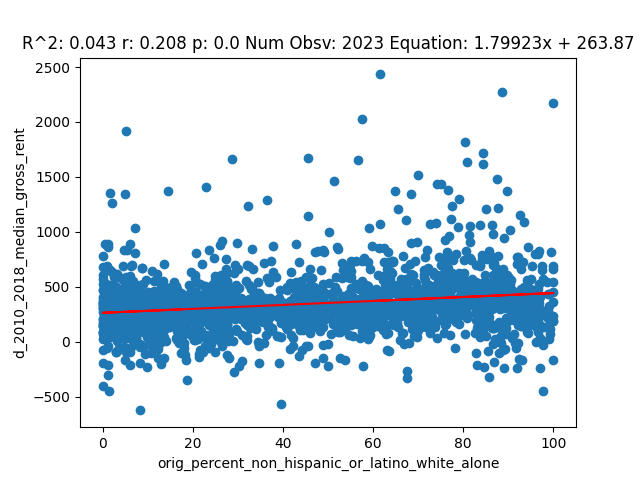 R^2: 0.043 r: 0.208 p: 0.0 Num Obsv: 2023 Equation: 1.79923x + 263.87
2500
2000
1500
1000
500
0
−500
d_2010_2018_median_gross_rent
0 20 40 60 80 100
orig_percent_non_hispanic_or_latino_white_alone